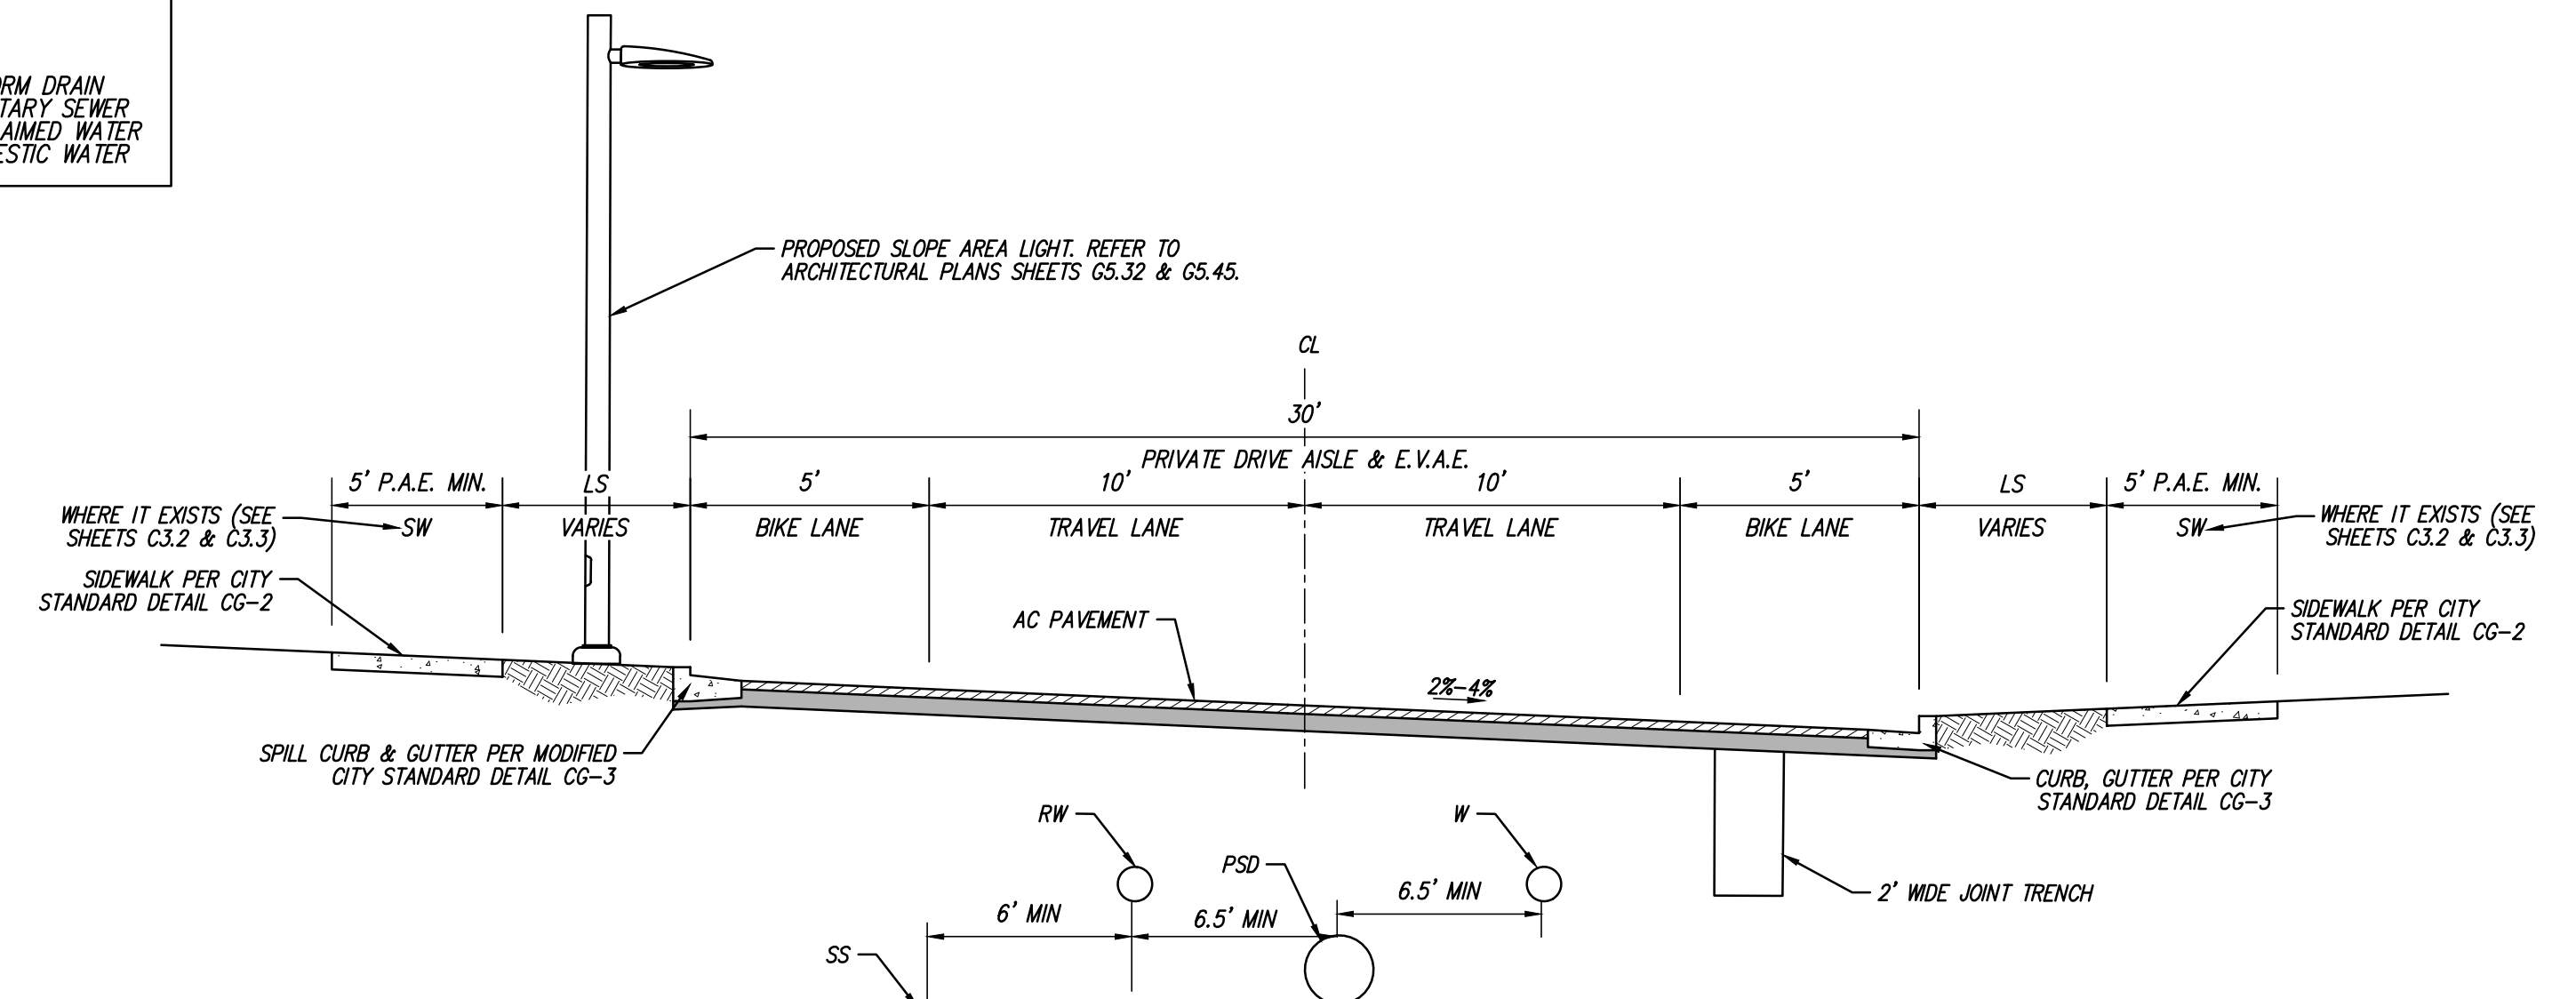 DRAIN
SEWER
WATER
WATER
PROPOSED SLOPE AREA LIGHT. REFER TO
ARCHITECTURAL PLANS SHEETS G5.32 & G5.45.
CL
30'
PRIVATE DRIVE AISLE & E.V.A.E.
5' P.A.E. MIN.
LS
5'
10'
10'
5'
LS
5' P.A.E. MIN.
WHERE IT EXISTS (SEE
SHEETS C3.2 & C3.3)
SW
VARIES
BIKE LANE
TRAVEL LANE
TRAVEL LANE
BIKE LANE
VARIES
SW
WHERE IT EXISTS (SEE
SHEETS C3.2 & C3.3)
SIDEWALK PER CITY
STANDARD DETAIL CG-2
AC PAVEMENT
SIDEWALK PER CITY
STANDARD DETAIL CG-2
2%-4%
SPILL CURB & GUTTER PER MODIFIED
CITY STANDARD DETAIL CG-3
CURB, GUTTER PER CITY
STANDARD DETAIL CG-3
RW
W
PSD
6.5' MIN
2' WIDE JOINT TRENCH
6' MIN
6.5' MIN
SS